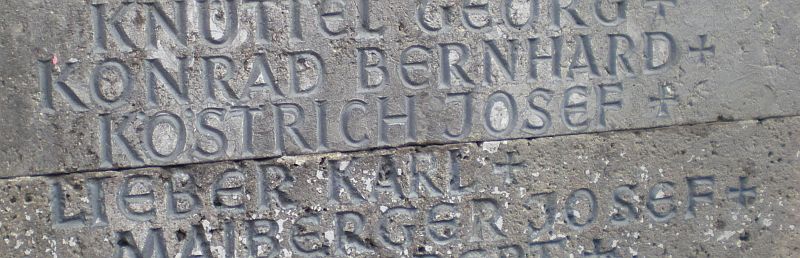 KNÜTTEL GEORG +
KONRAD BERNHARD +
KOSTRICH JOSEF +
LIEBER KARL +
MAIBERGER JOSEF +